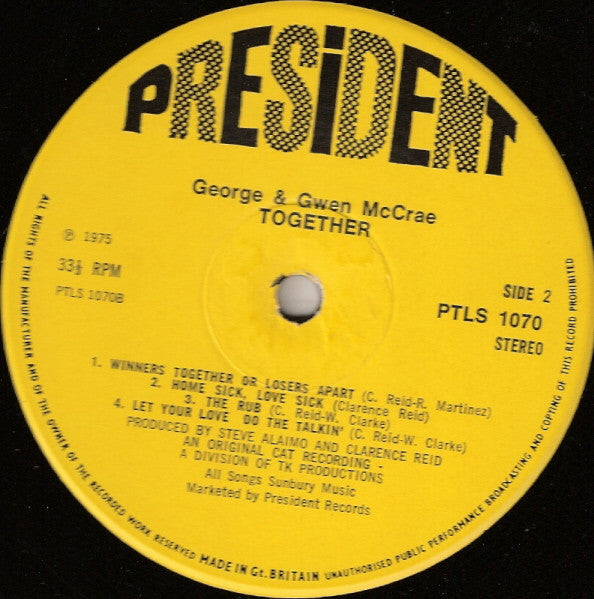 PRESiDENT
George & Gwen McCrae
TOGETHER
℗ 1975
33⅓ RPM
PTLS 1070B
SIDE 2
PTLS 1070
STEREO
1. WINNERS TOGETHER OR LOSERS APART (C. Reid-R. Martinez)
2. HOME SICK, LOVE SICK (Clarence Reid)
3. THE RUB (C. Reid-W. Clarke)
4. LET YOUR LOVE DO THE TALKIN' (C. Reid-W. Clarke)
PRODUCED BY STEVE ALAIMO AND CLARENCE REID
AN ORIGINAL CAT RECORDING -
A DIVISION OF TK PRODUCTIONS
All Songs Sunbury Music
Marketed by President Records
ALL RIGHTS OF THE MANUFACTURER AND OF THE OWNER OF THE RECORDED WORK RESERVED MADE IN Gt. BRITAIN UNAUTHORISED PUBLIC PERFORMANCE BROADCASTING AND COPYING OF THIS RECORD PROHIBITED